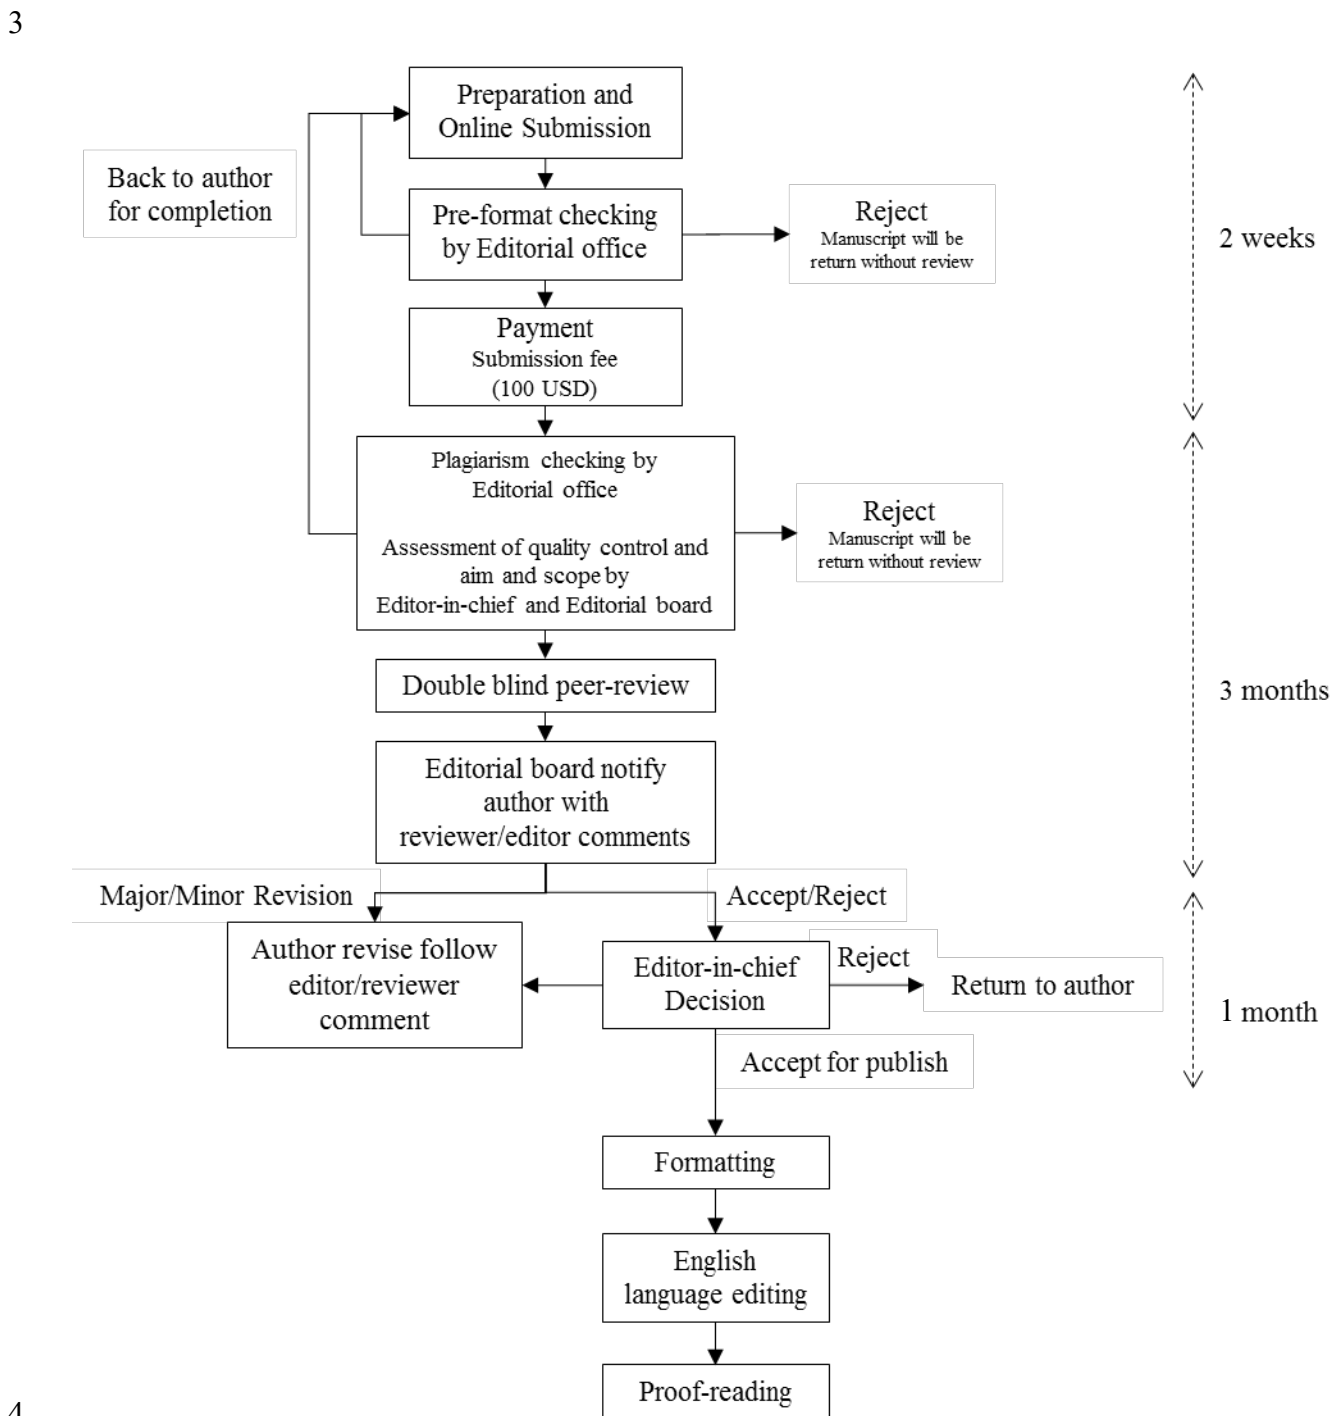 3
Preparation and
Online Submission
Back to author
for completion
Pre-format checking
by Editorial office
Reject
Manuscript will be
return without review
2 weeks
Payment
Submission fee
(100 USD)
Plagiarism checking by
Editorial office
Assessment of quality control and
aim and scope by
Editor-in-chief and Editorial board
Reject
Manuscript will be
return without review
Double blind peer-review
3 months
Editorial board notify
author with
reviewer/editor comments
Major/Minor Revision
Accept/Reject
Author revise follow
editor/reviewer
comment
Editor-in-chief
Decision
Reject
Return to author
1 month
Accept for publish
Formatting
English
language editing
Proof-reading
4